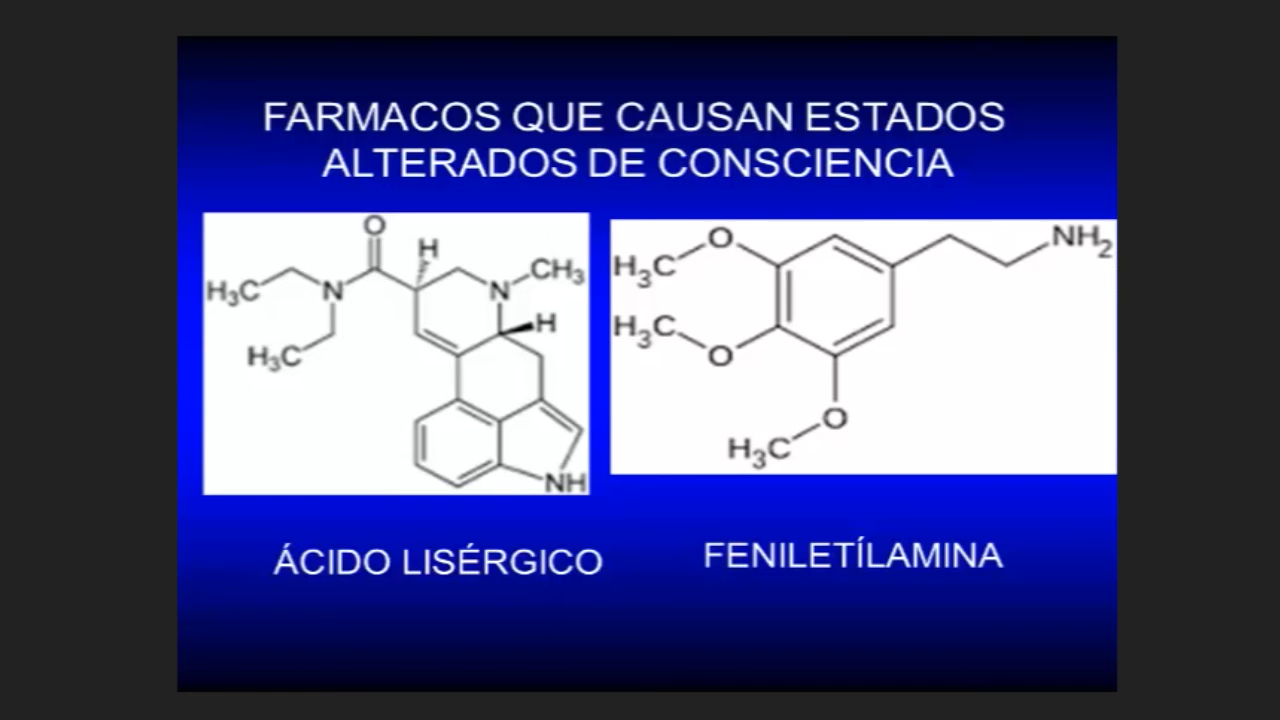 FARMACOS QUE CAUSAN ESTADOS
ALTERADOS DE CONSCIENCIA
O
H
H₃C
N
N
CH₃
H
H₃C
NH
O
H₃C
H₃C
O
O
H₃C
NH₂
ÁCIDO LISÉRGICO
FENILETÍLAMINA